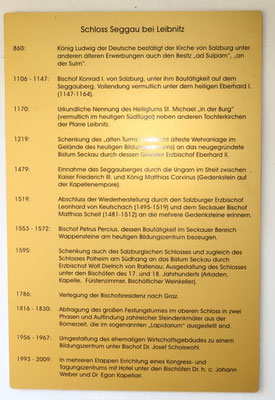 Schloss Seggau bei Leibnitz
860: König Ludwig der Deutsche bestätigt der Kirche von Salzburg unter
anderen älteren Erwerbungen auch den Besitz „ad Sulpam", „an
der Sulm".
1106 - 1147: Bischof Konrad I. von Salzburg, unter ihm Bautätigkeit auf dem
Seggauberg, Vollendung vermutlich unter dem heiligen Eberhard I.
(1147-1164).
1170: Urkundliche Nennung des Heiligtums St. Michael „in der Burg"
(vermutlich im heutigen Südflügel) neben anderen Tochterkirchen
der Pfarre Leibnitz.
1219: Schenkung des „alten Turms" älteste Wehranlage im
Gelände des heutigen an das neugegründete
Bistum Seckau durch dessen Gründer Erzbischof Eberhard II.
1479: Einnahme des Seggauberges durch die Ungarn im Streit zwischen
Kaiser Friedrich III. und König Matthias Corvinus (Gedenkstein auf
der Kapellenempore).
1519: Abschluss der Wiederherstellung durch den Salzburger Erzbischof
Leonhard von Keutschach (1495-1519) und dem Seckauer Bischof
Matthias Scheit (1481-1512) an die mehrere Gedenksteine erinnern.
1553 - 1572: Bischof Petrus Percius, dessen Bautätigkeit im Seckauer Bereich
Wappensteine am heutigen Bildungszentrum bezeugen.
1595: Schenkung auch des Salzburgischen Schlosses und zugleich des
Schlosses Polheim am Südhang an das Bistum Seckau durch
Erzbischof Wolf Dietrich von Raitenau; Ausgestaltung des Schlosses
unter den Bischöfen des 17. und 18. Jahrhunderts (Arkaden,
Kapelle, Fürstenzimmer, Bischöflicher Weinkeller).
1786: Verlegung der Bischofsresidenz nach Graz.
1816 - 1830: Abtragung des großen Festungsturmes im oberen Schloss in zwei
Phasen und Auffindung zahlreicher Steindenkmäler aus der
Römerzeit, die im sogenannten „Lapidarium" ausgestellt sind.
1956 - 1967: Umgestaltung des ehemaligen Wirtschaftsgebäudes zu einem
Bildungszentrum unter Bischof Dr. Josef Schoiswohl.
1993 - 2009: In mehreren Etappen Errichtung eines Kongress- und
Tagungszentrums mit Hotel unter den Bischöfen Dr. h. c. Johann
Weber und Dr. Egon Kapellari.